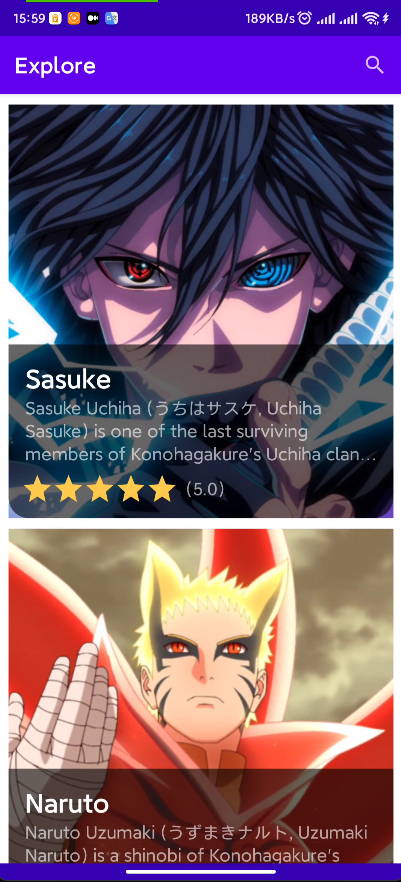 15:59
189KB/s
Explore
Sasuke
Sasuke Uchiha (うちはサスケ, Uchiha
Sasuke) is one of the last surviving
members of Konohagakure's Uchiha clan...
(5.0)
Naruto
Naruto Uzumaki (うずまきナルト, Uzumaki
Naruto) is a shinobi of Konohagakure's